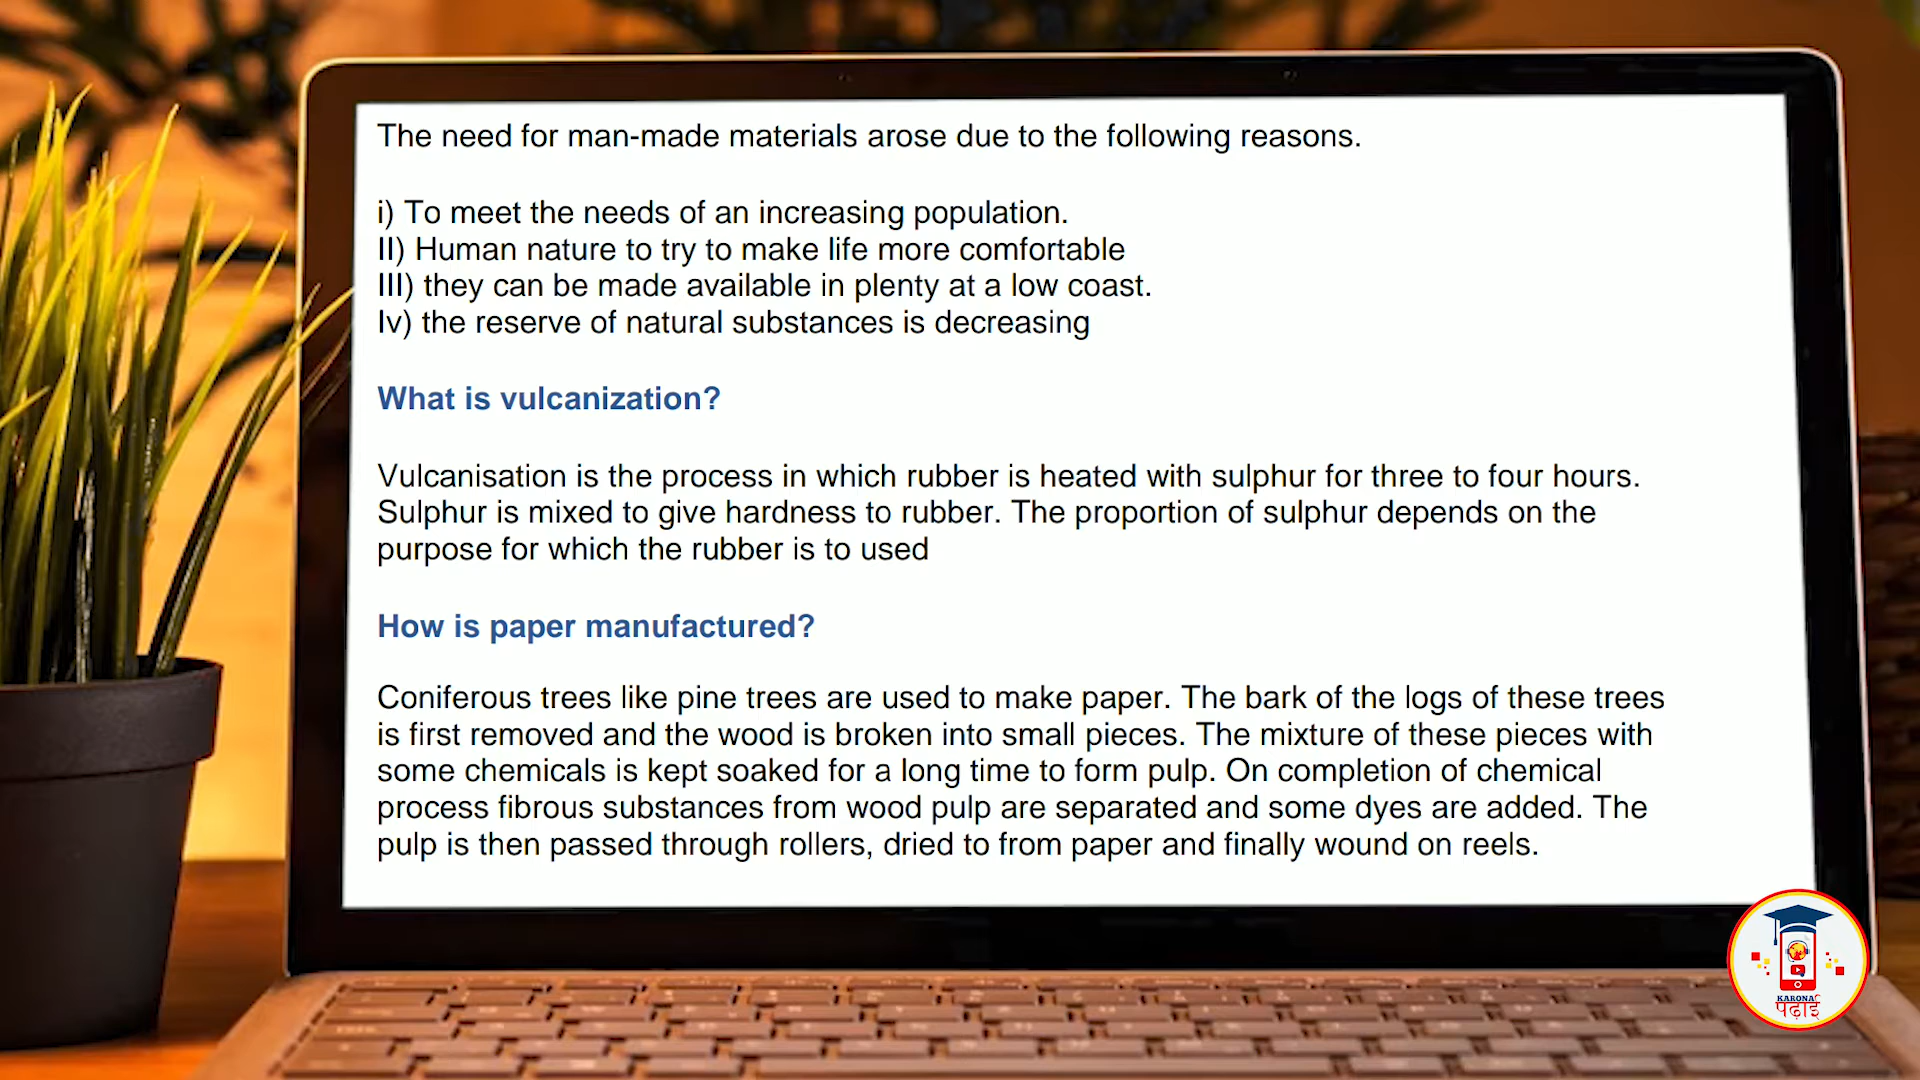 The need for man-made materials arose due to the following reasons.
i) To meet the needs of an increasing population.
II) Human nature to try to make life more comfortable
III) they can be made available in plenty at a low coast.
Iv) the reserve of natural substances is decreasing
What is vulcanization?
Vulcanisation is the process in which rubber is heated with sulphur for three to four hours.
Sulphur is mixed to give hardness to rubber. The proportion of sulphur depends on the
purpose for which the rubber is to used
How is paper manufactured?
Coniferous trees like pine trees are used to make paper. The bark of the logs of these trees
is first removed and the wood is broken into small pieces. The mixture of these pieces with
some chemicals is kept soaked for a long time to form pulp. On completion of chemical
process fibrous substances from wood pulp are separated and some dyes are added. The
pulp is then passed through rollers, dried to from paper and finally wound on reels.
KARONA
पढ़ाई